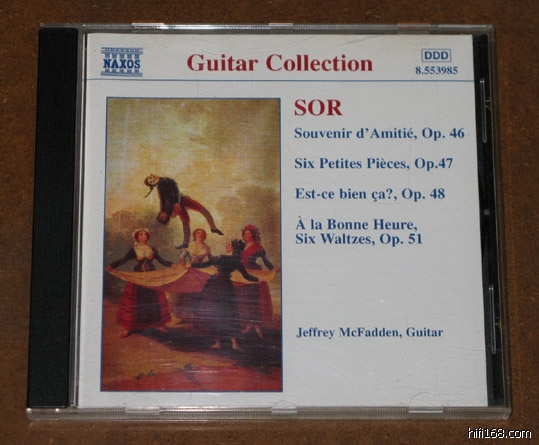 NAXOS
Guitar Collection
DDD
8.553985
SOR
Souvenir d'Amitié, Op. 46
Six Petites Pièces, Op.47
Est-ce bien ça?, Op. 48
À la Bonne Heure,
Six Waltzes, Op. 51
Jeffrey McFadden, Guitar
hifi168.com